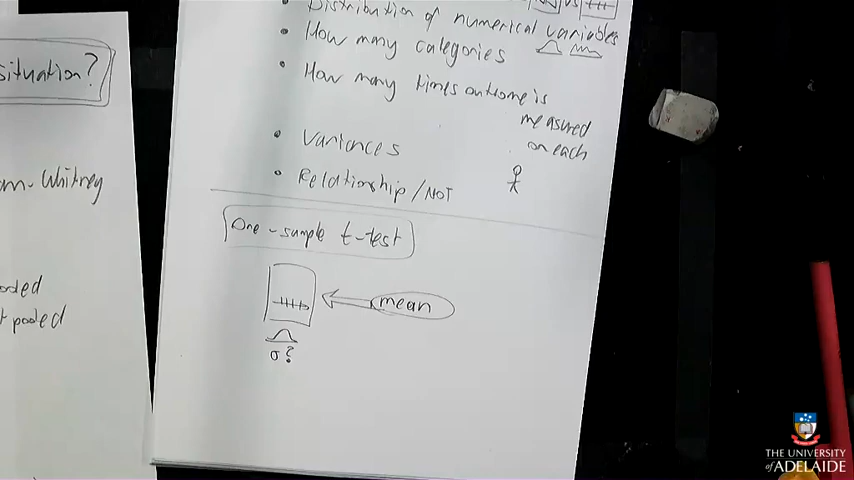 situation?
Whitney
t pooled
• Distribution of numerical variables
vs
• How many categories
• How many times outcome is
measured
on each
• Variances
• Relationship/NOT
One-sample t-test
mean
σ?
THE UNIVERSITY
of ADELAIDE